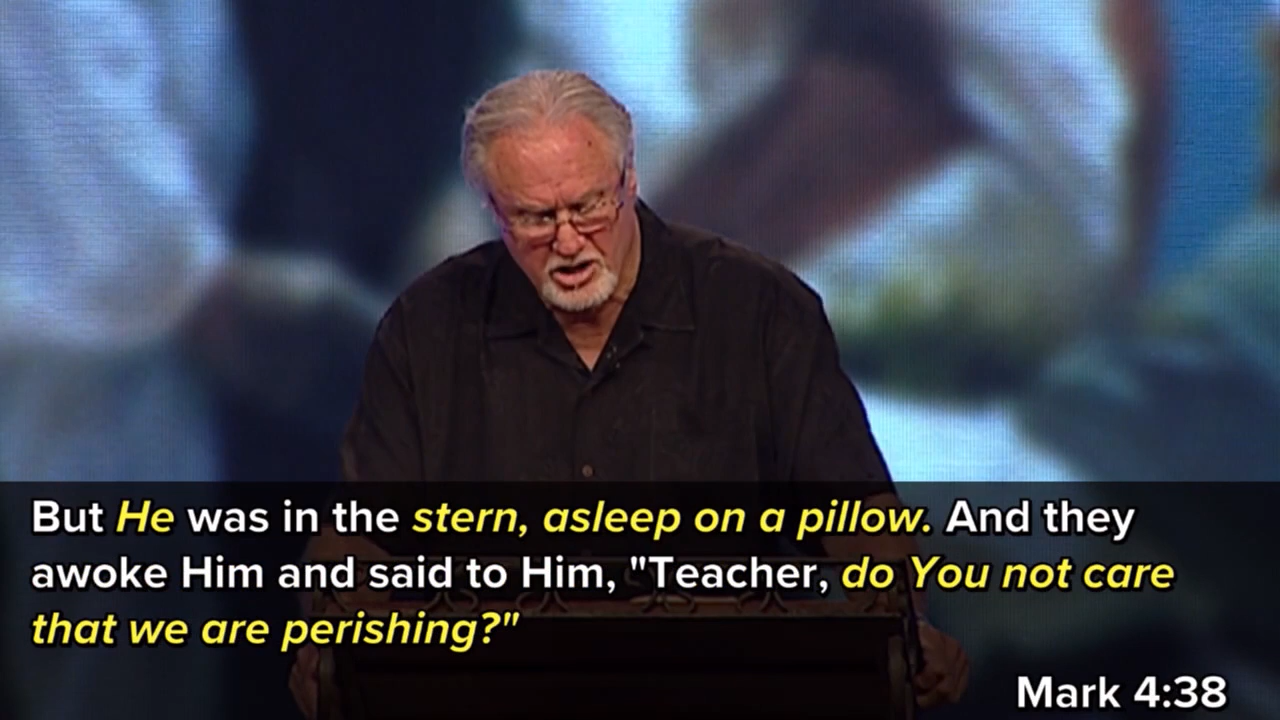 But He was in the stern, asleep on a pillow. And they
awoke Him and said to Him, "Teacher, do You not care
that we are perishing?"
Mark 4:38